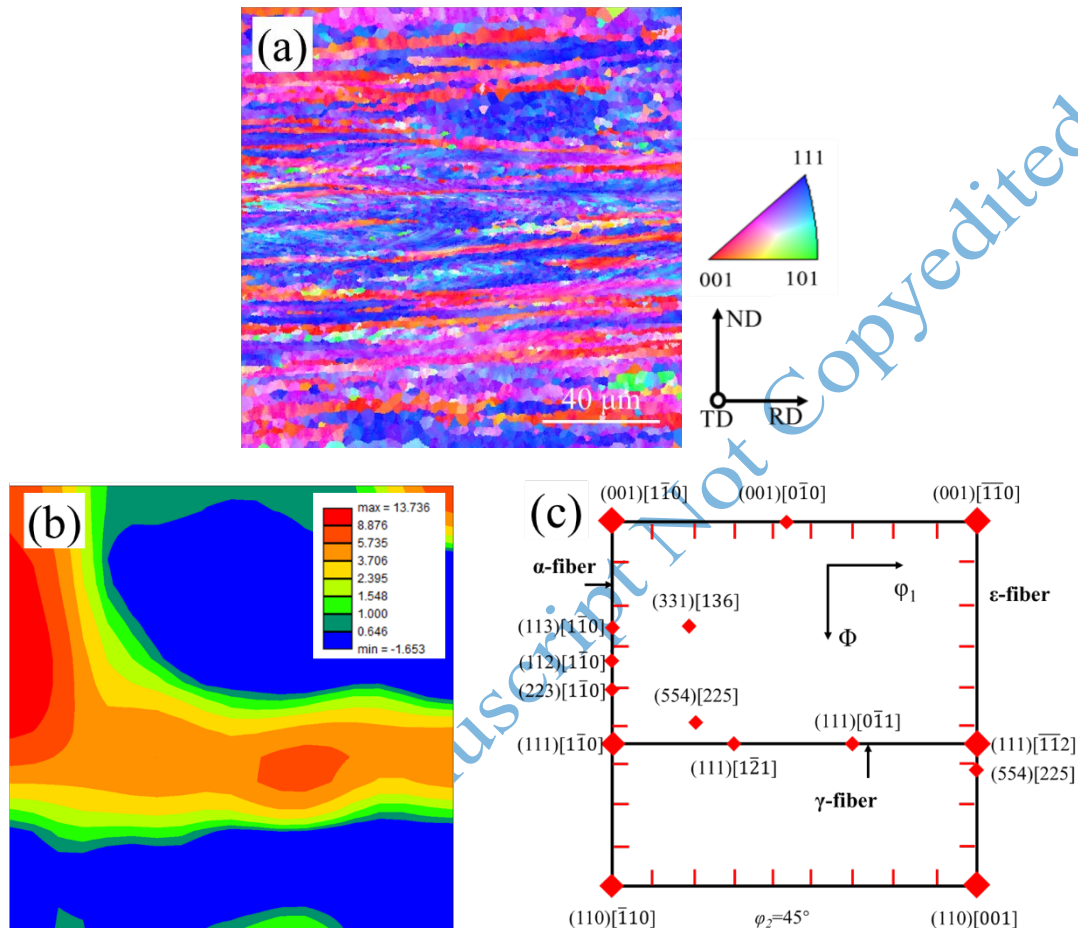 (a)
111
001
101
ND
TD
RD
40 μm
(b)
max = 13.736
8.876
5.735
3.706
2.395
1.548
1.000
0.646
min = -1.653
(c)
(001)[11̅0]
(001)[01̅0]
(001)[1̅1̅0]
α-fiber
ε-fiber
φ₁
Φ
(331)[136]
(113)[11̅0]
(112)[11̅0]
(223)[11̅0]
(554)[225]
(111)[11̅0]
(111)[01̅1]
(111)[1̅1̅2]
(111)[12̅1]
(554)[225]
γ-fiber
(110)[1̅10]
φ₂=45°
(110)[001]
nuscript Not Copyedited